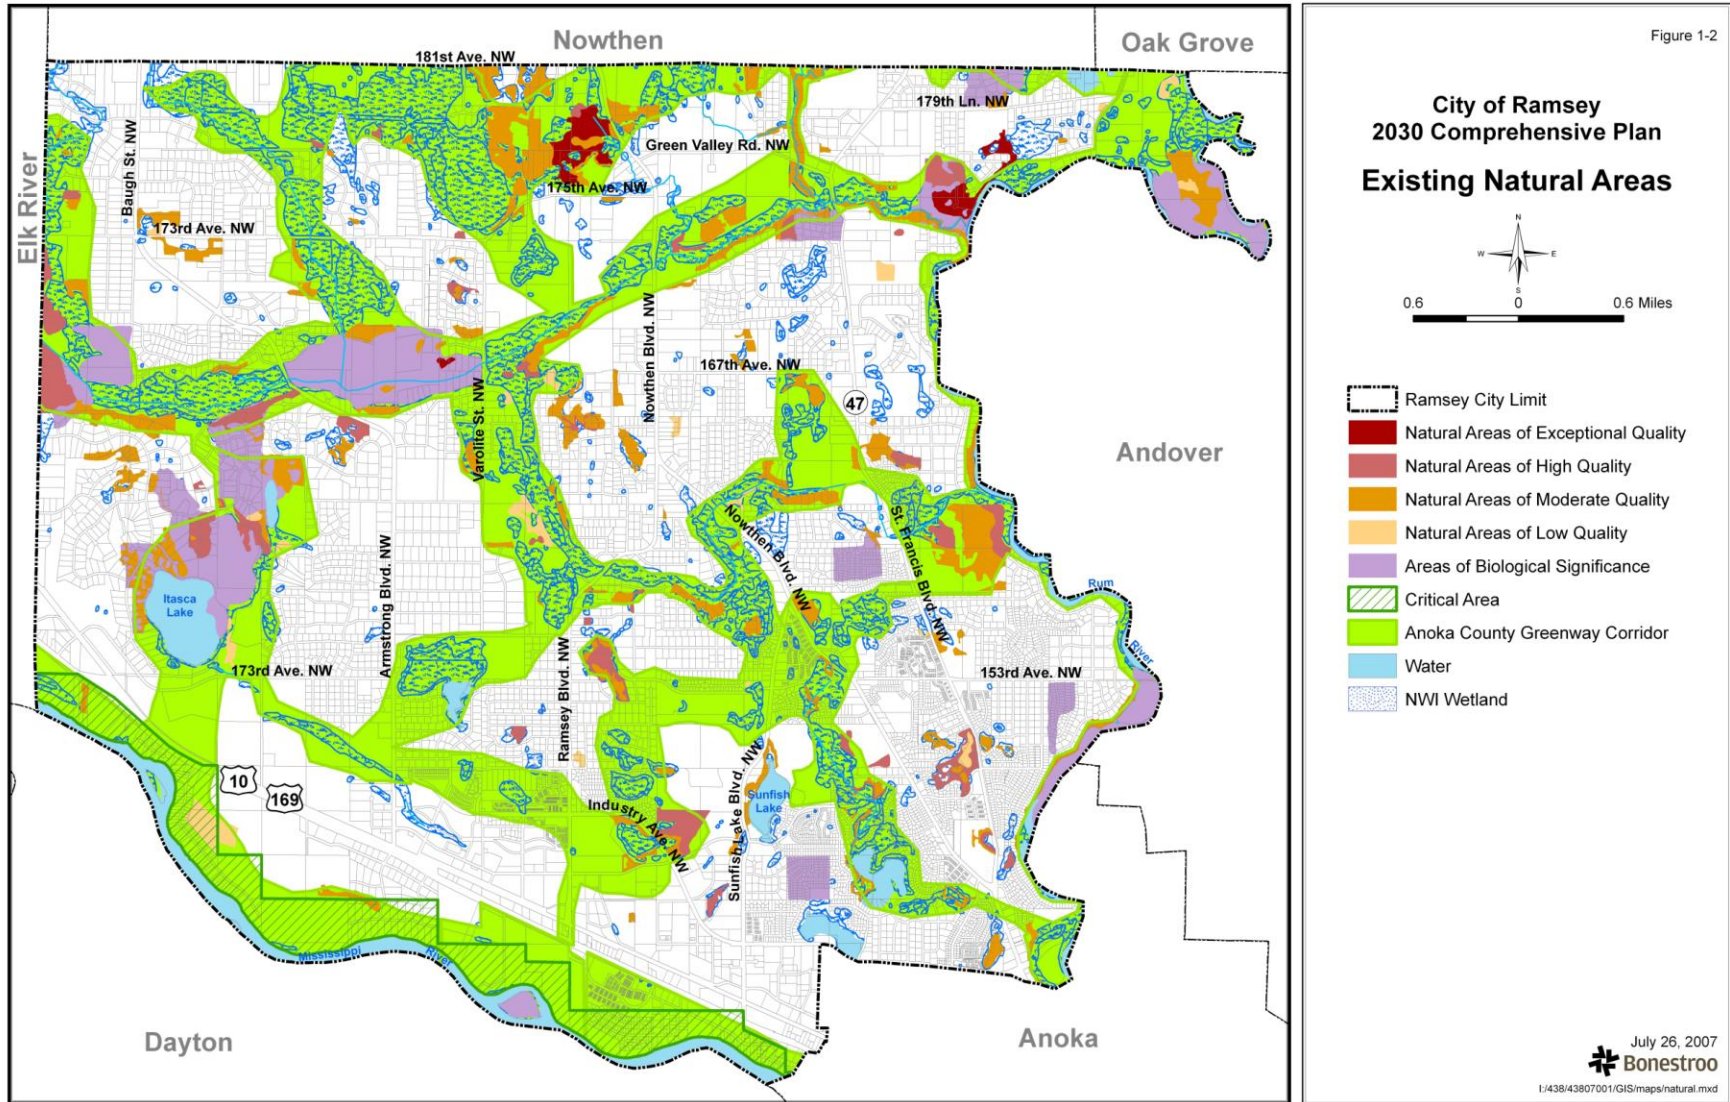 Nowthen
Oak Grove
181st Ave. NW
179th Ln. NW
Green Valley Rd. NW
Baugh St. NW
175th Ave. NW
Elk River
173rd Ave. NW
Nowthen Blvd. NW
167th Ave. NW
47
Varolite St. NW
Andover
Nowthen Blvd. NW
St. Francis Blvd. NW
Armstrong Blvd. NW
Itasca
Lake
Rum
River
173rd Ave. NW
Ramsey Blvd. NW
153rd Ave. NW
10
169
Sunfish
Lake
Industry Ave. NW
Sunfish Lake Blvd. NW
Mississippi
River
Dayton
Anoka
Figure 1-2
City of Ramsey
2030 Comprehensive Plan
Existing Natural Areas
N
W E
S
0.6 0 0.6 Miles
Ramsey City Limit
Natural Areas of Exceptional Quality
Natural Areas of High Quality
Natural Areas of Moderate Quality
Natural Areas of Low Quality
Areas of Biological Significance
Critical Area
Anoka County Greenway Corridor
Water
NWI Wetland
July 26, 2007
Bonestroo
I:/438/43807001/GIS/maps/natural.mxd